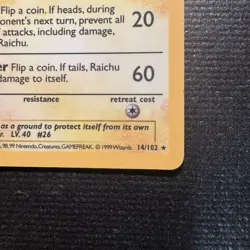 Flip a coin. If heads, during
onent's next turn, prevent all 20
f attacks, including damage,
Raichu.
er Flip a coin. If tails, Raichu 60
damage to itself.
resistance retreat cost
as a ground to protect itself from its own
r. LV. 40 #26
, 98, 99 Nintendo, Creatures, GAMEFREAK. © 1999 Wizards. 14/102 ★